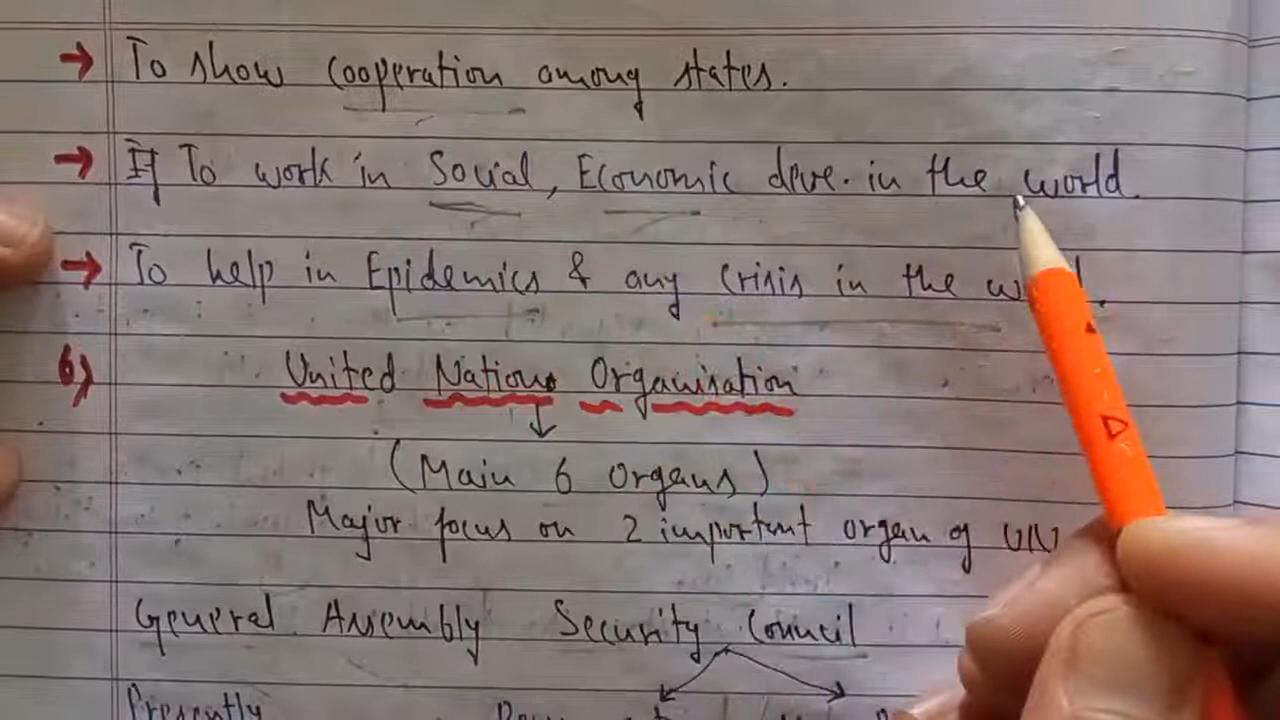 → To show cooperation among states.
→ To work in Social, Economic deve. in the world.
→ To help in Epidemics & any crisis in the
6) United Nations Organisation
↓
(Main 6 organs)
Major focus on 2 important organ of UN
General Assembly Security Council
Presently